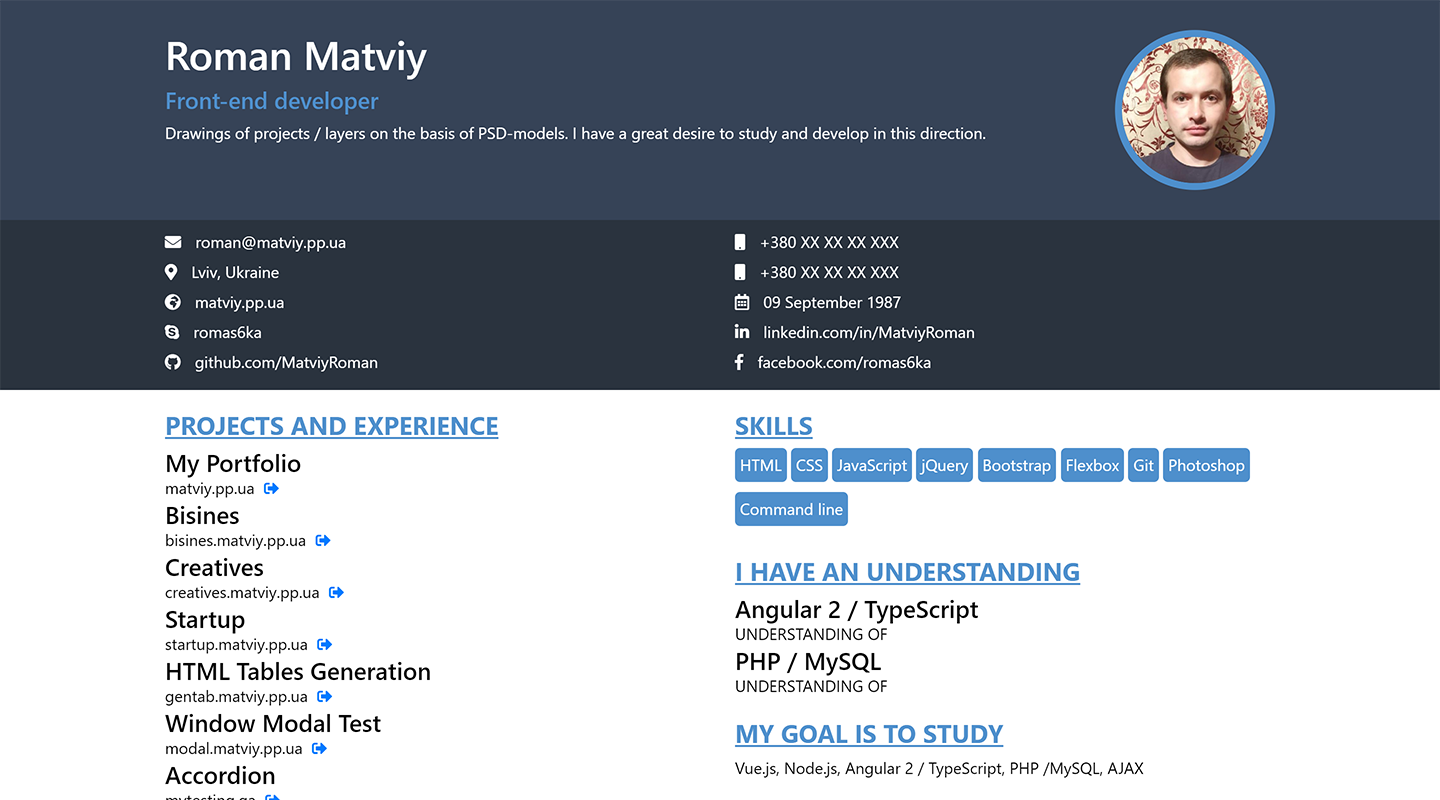 Roman Matviy
Front-end developer
Drawings of projects / layers on the basis of PSD-models. I have a great desire to study and develop in this direction.
roman@matviy.pp.ua
Lviv, Ukraine
matviy.pp.ua
romas6ka
github.com/MatviyRoman
+380 XX XX XX XXX
+380 XX XX XX XXX
09 September 1987
linkedin.com/in/MatviyRoman
facebook.com/romas6ka
PROJECTS AND EXPERIENCE
My Portfolio
matviy.pp.ua
Bisines
bisines.matviy.pp.ua
Creatives
creatives.matviy.pp.ua
Startup
startup.matviy.pp.ua
HTML Tables Generation
gentab.matviy.pp.ua
Window Modal Test
modal.matviy.pp.ua
Accordion
SKILLS
HTML CSS JavaScript jQuery Bootstrap Flexbox Git Photoshop
Command line
I HAVE AN UNDERSTANDING
Angular 2 / TypeScript
UNDERSTANDING OF
PHP / MySQL
UNDERSTANDING OF
MY GOAL IS TO STUDY
Vue.js, Node.js, Angular 2 / TypeScript, PHP /MySQL, AJAX